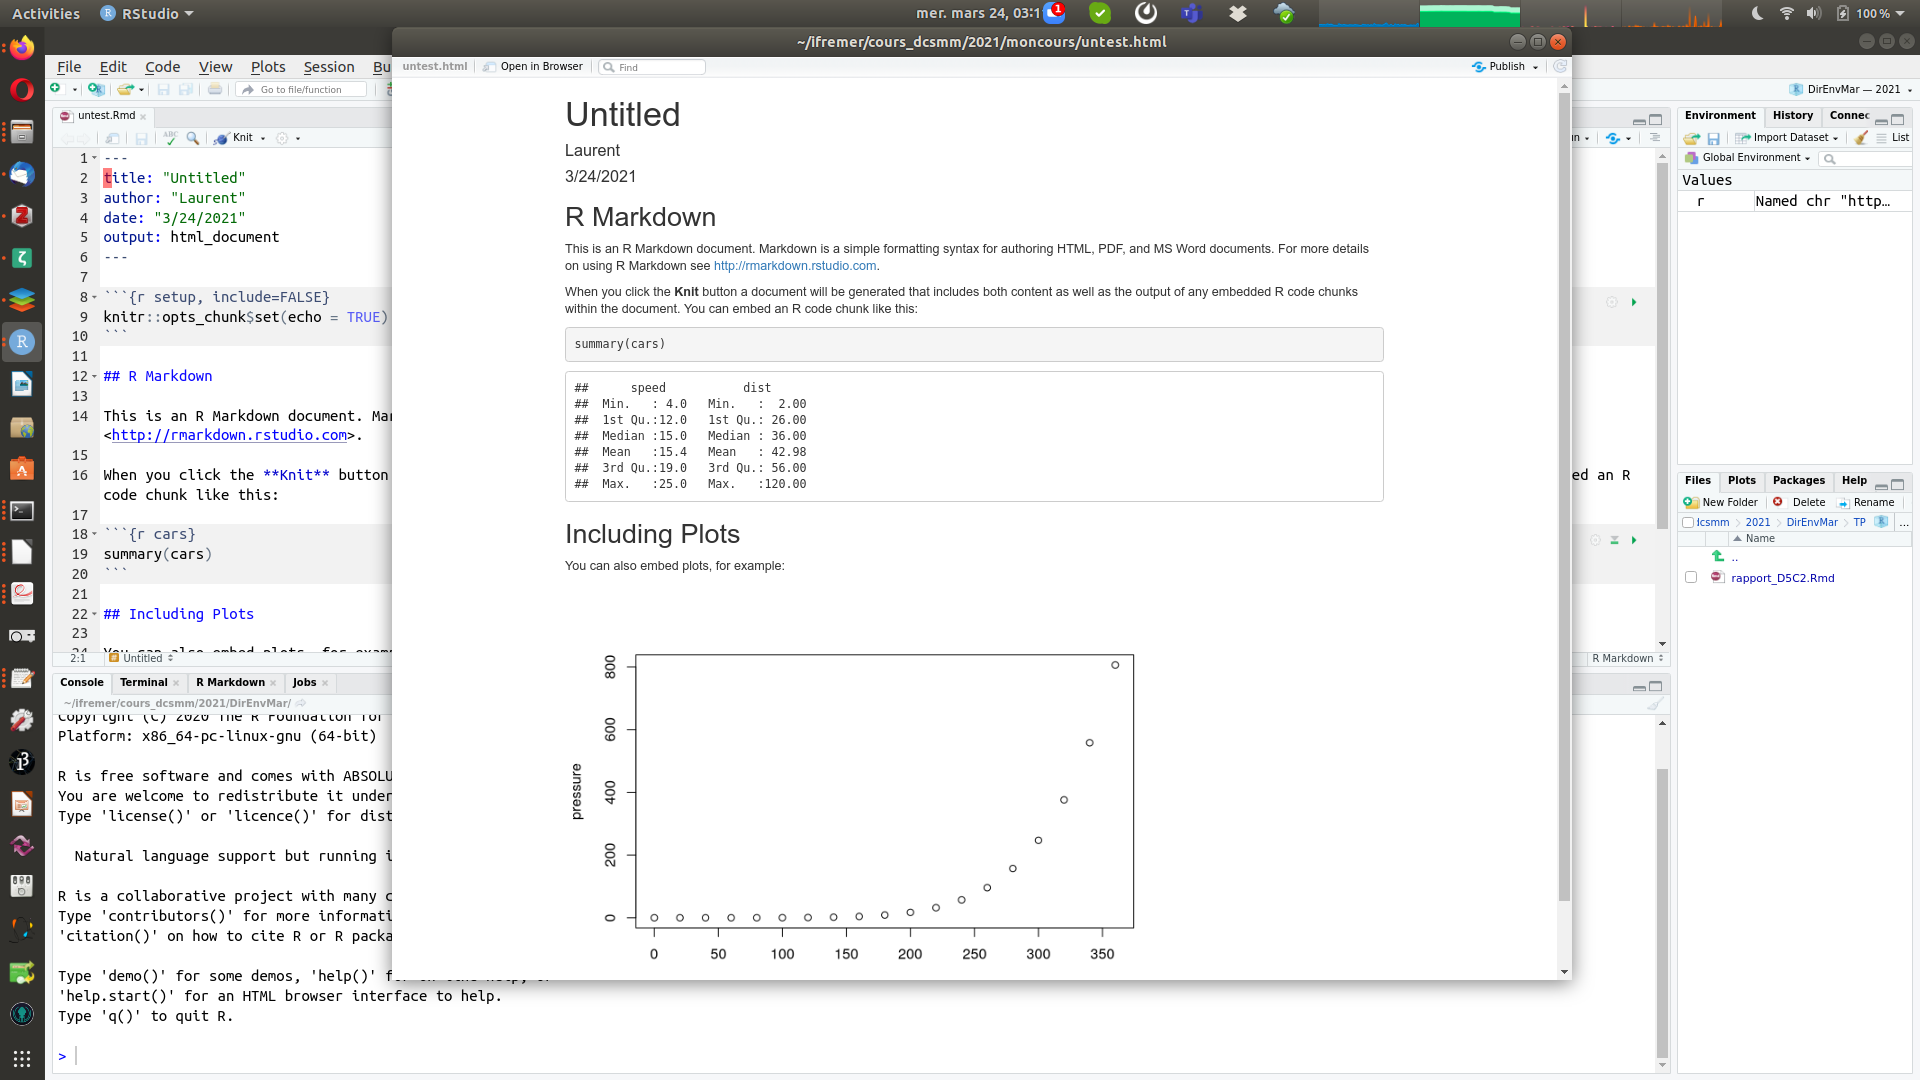 Activities
RStudio
mer. mars 24, 03:1
1
100 %
~/ifremer/cours_dcsmm/2021/moncours/untest.html
File Edit Code View Plots Session Bu
Go to file/function
DirEnvMar — 2021
untest.Rmd
ABC
Knit
1 ---
2 title: "Untitled"
3 author: "Laurent"
4 date: "3/24/2021"
5 output: html_document
6 ---
7
8 ```{r setup, include=FALSE}
9 knitr::opts_chunk$set(echo = TRUE)
10 ```
11
12 ## R Markdown
13
14 This is an R Markdown document. Mar
<http://rmarkdown.rstudio.com>.
15
16 When you click the **Knit** button
ed an R
code chunk like this:
17
18 ```{r cars}
19 summary(cars)
20 ```
21
22 ## Including Plots
23
24 You can also embed plots, for exam
2:1 Untitled
R Markdown
Console Terminal R Markdown Jobs
~/ifremer/cours_dcsmm/2021/DirEnvMar/
Copyright (C) 2020 The R Foundation for
Platform: x86_64-pc-linux-gnu (64-bit)
R is free software and comes with ABSOLU
You are welcome to redistribute it under
Type 'license()' or 'licence()' for dist
Natural language support but running i
R is a collaborative project with many c
Type 'contributors()' for more informati
'citation()' on how to cite R or R packa
Type 'demo()' for some demos, 'help()' f
'help.start()' for an HTML browser interface to help.
Type 'q()' to quit R.
>
untest.html
Open in Browser
Find
Publish
Untitled
Laurent
3/24/2021
R Markdown
This is an R Markdown document. Markdown is a simple formatting syntax for authoring HTML, PDF, and MS Word documents. For more details
on using R Markdown see http://rmarkdown.rstudio.com.
When you click the Knit button a document will be generated that includes both content as well as the output of any embedded R code chunks
within the document. You can embed an R code chunk like this:
summary(cars)
##      speed           dist
##  Min.   : 4.0   Min.   :  2.00
##  1st Qu.:12.0   1st Qu.: 26.00
##  Median :15.0   Median : 36.00
##  Mean   :15.4   Mean   : 42.98
##  3rd Qu.:19.0   3rd Qu.: 56.00
##  Max.   :25.0   Max.   :120.00
Including Plots
You can also embed plots, for example:
pressure
800
600
400
200
0
0 50 100 150 200 250 300 350
un
Environment History Connec
Import Dataset
List
Global Environment
Values
r Named chr "http…
Files Plots Packages Help
New Folder Delete Rename
dcsmm 2021 DirEnvMar TP ...
Name
..
rapport_D5C2.Rmd